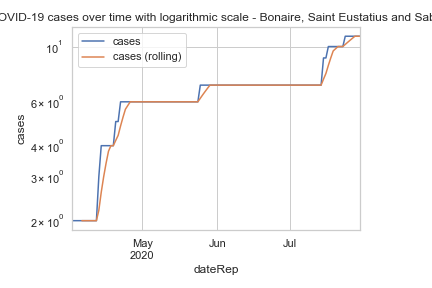 OVID-19 cases over time with logarithmic scale - Bonaire, Saint Eustatius and Sab
cases
cases (rolling)
10¹
6 × 10⁰
4 × 10⁰
3 × 10⁰
2 × 10⁰
cases
May
2020
Jun
Jul
dateRep